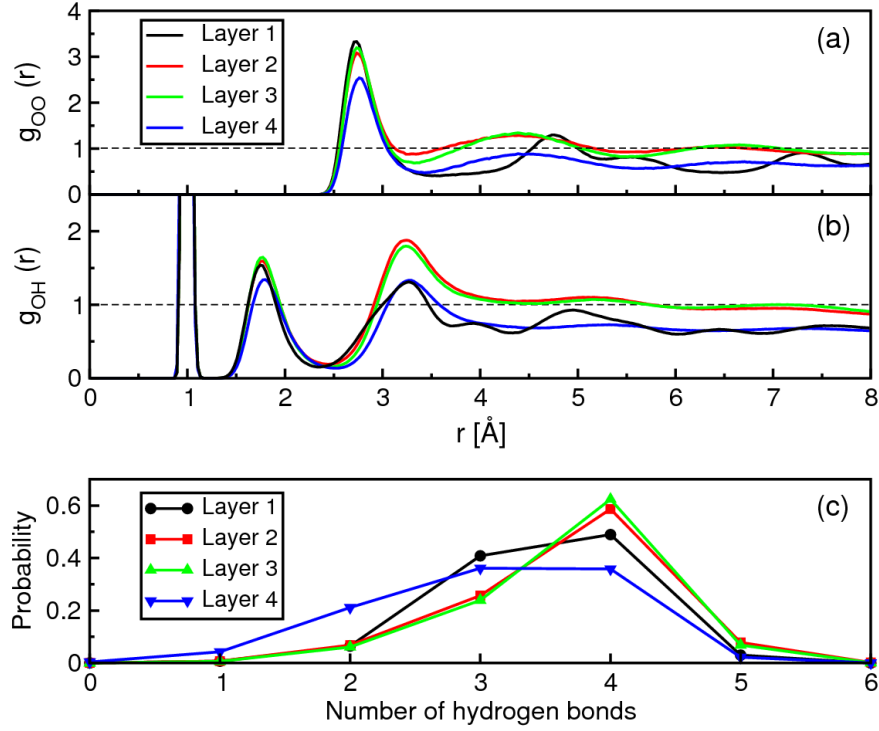 (a)
g_OO (r)
Layer 1
Layer 2
Layer 3
Layer 4
4
3
2
1
0
(b)
g_OH (r)
2
1
0
0 1 2 3 4 5 6 7 8
r [Å]
(c)
Probability
Layer 1
Layer 2
Layer 3
Layer 4
0.6
0.4
0.2
0
0 1 2 3 4 5 6
Number of hydrogen bonds